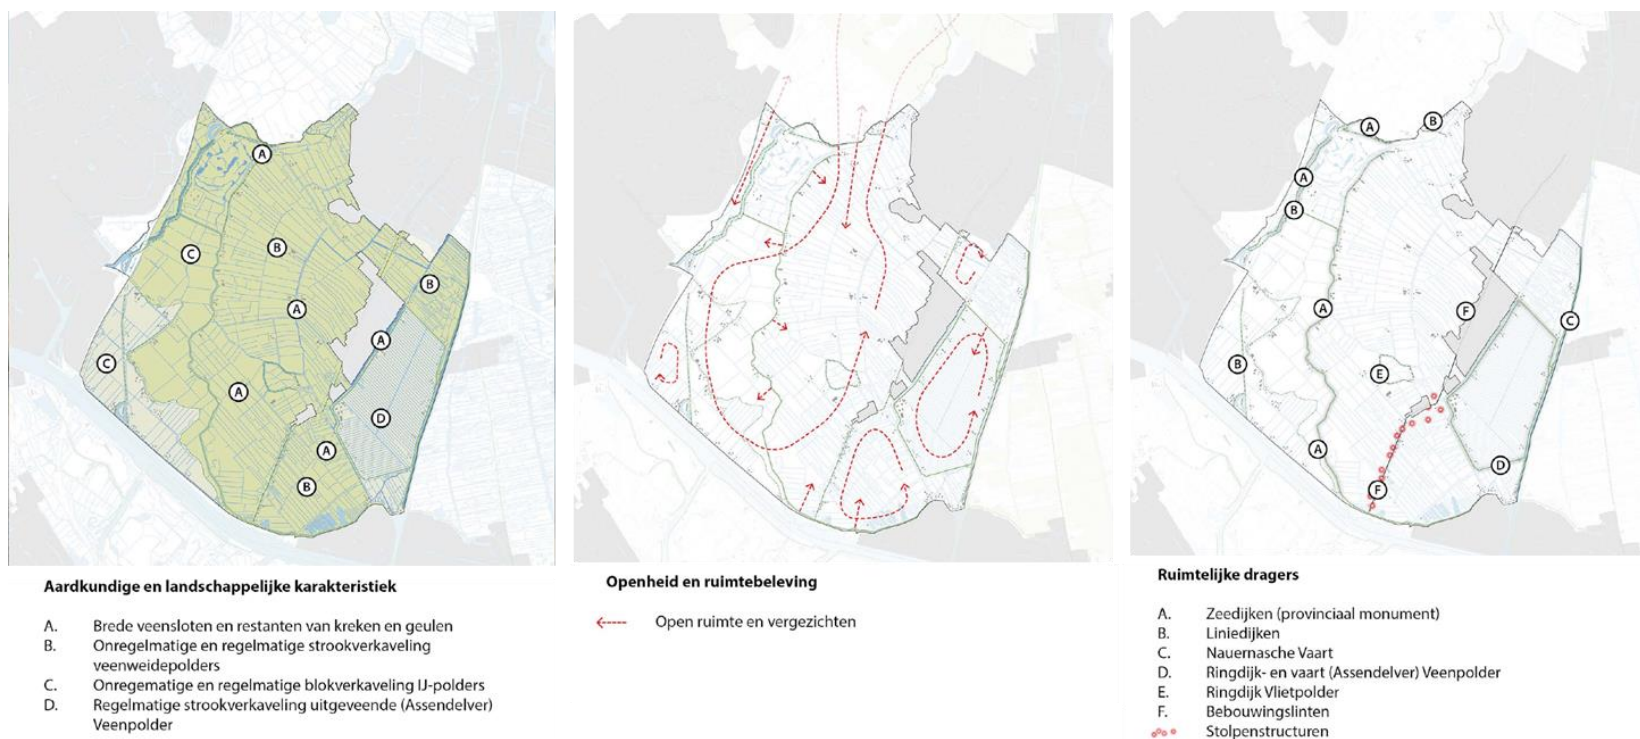 A
C
B
B
A
A
C
A
D
A
B
Aardkundige en landschappelijke karakteristiek
A. Brede veensloten en restanten van kreken en geulen
B. Onregelmatige en regelmatige strookverkaveling
veenweidepolders
C. Onregematige en regelmatige blokverkaveling IJ-polders
D. Regelmatige strookverkaveling uitgeveende (Assendelver)
Veenpolder
Openheid en ruimtebeleving
Open ruimte en vergezichten
A
B
A
B
A
F
C
B
E
A
D
F
Ruimtelijke dragers
A. Zeedijken (provinciaal monument)
B. Liniedijken
C. Nauernasche Vaart
D. Ringdijk- en vaart (Assendelver) Veenpolder
E. Ringdijk Vlietpolder
F. Bebouwingslinten
Stolpenstructuren